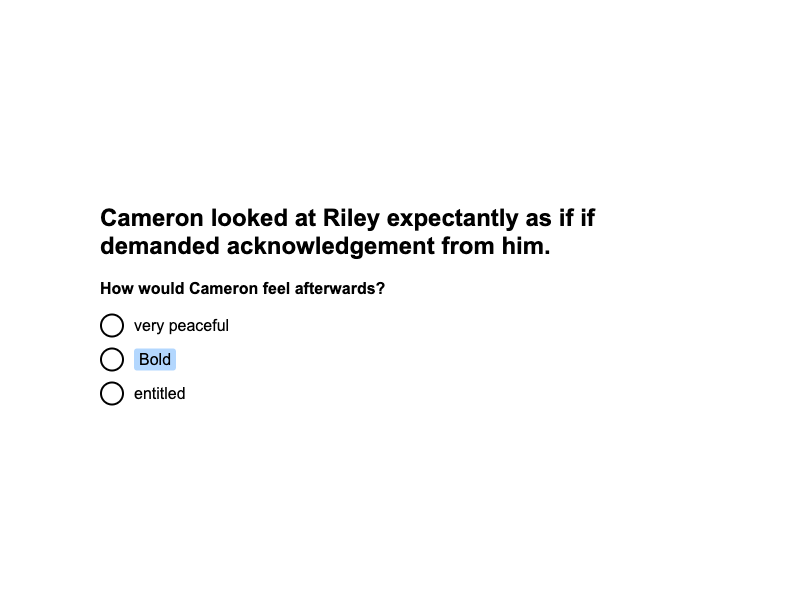 Cameron looked at Riley expectantly as if if
demanded acknowledgement from him.
How would Cameron feel afterwards?
very peaceful
Bold
entitled